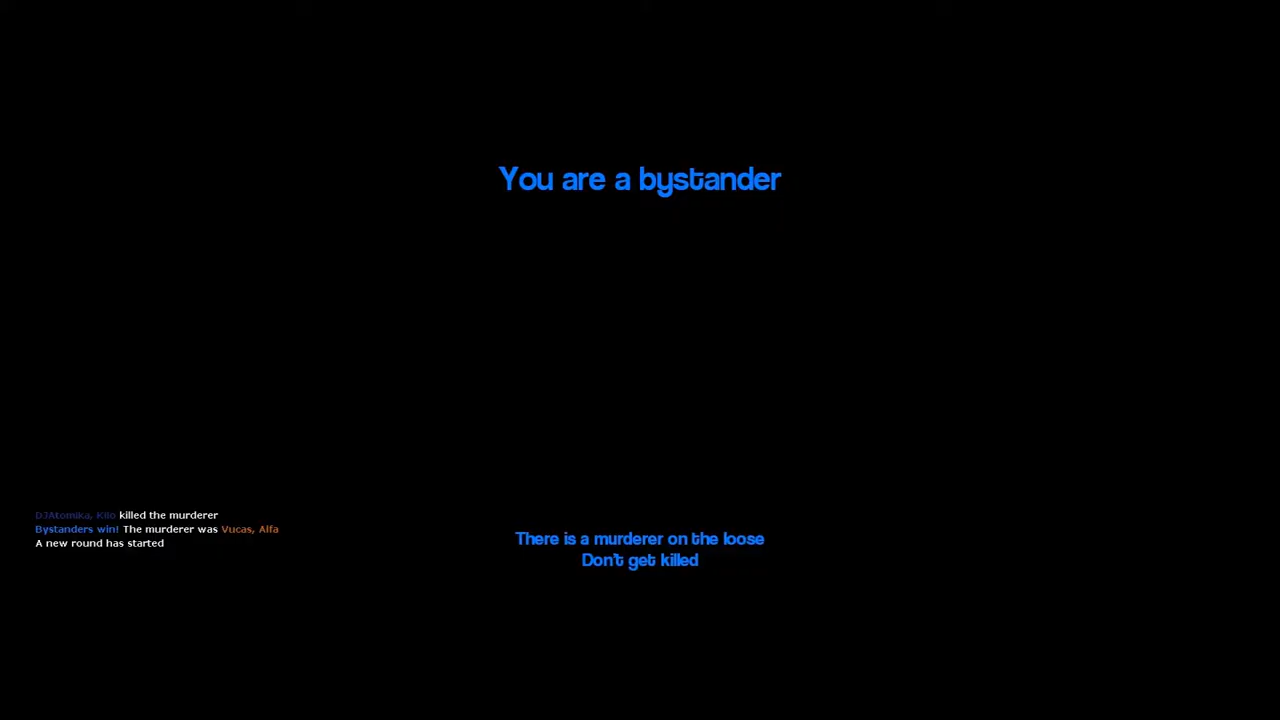 You are a bystander
DJAtomika, Kilo killed the murderer
Bystanders win! The murderer was Vucas, Alfa
A new round has started
There is a murderer on the loose
Don't get killed